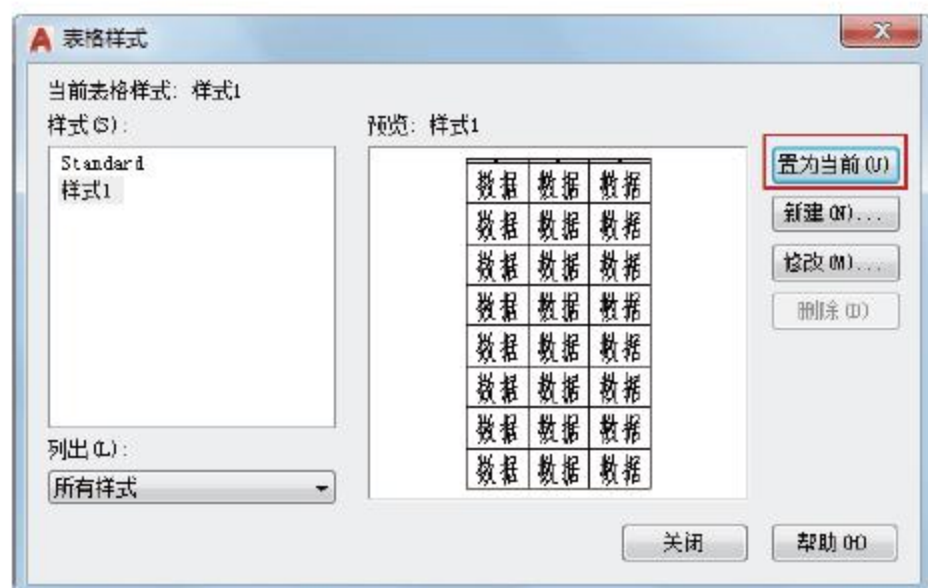 表格样式
当前表格样式: 样式1
样式(S):
Standard
样式1
列出(L):
所有样式
预览: 样式1
数据 数据 数据
数据 数据 数据
数据 数据 数据
数据 数据 数据
数据 数据 数据
数据 数据 数据
数据 数据 数据
数据 数据 数据
置为当前(U)
新建(N)...
修改(M)...
删除(D)
关闭
帮助(H)